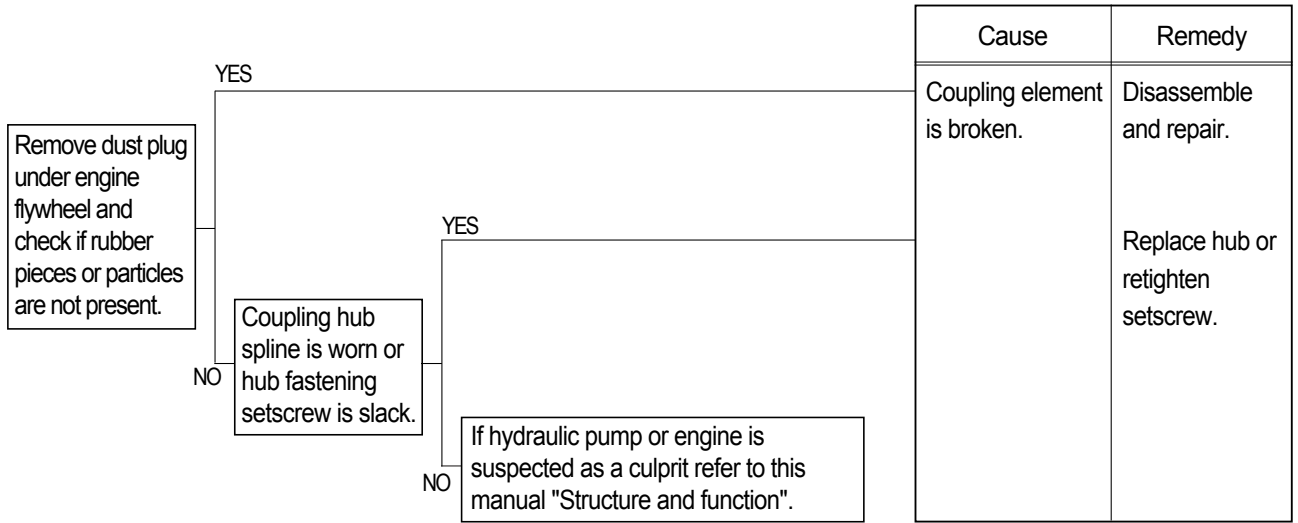 Cause
Remedy
YES
Coupling element
is broken.
Disassemble
and repair.
Remove dust plug
under engine
flywheel and
check if rubber
pieces or particles
are not present.
YES
Replace hub or
retighten
setscrew.
NO
Coupling hub
spline is worn or
hub fastening
setscrew is slack.
NO
If hydraulic pump or engine is
suspected as a culprit refer to this
manual "Structure and function".